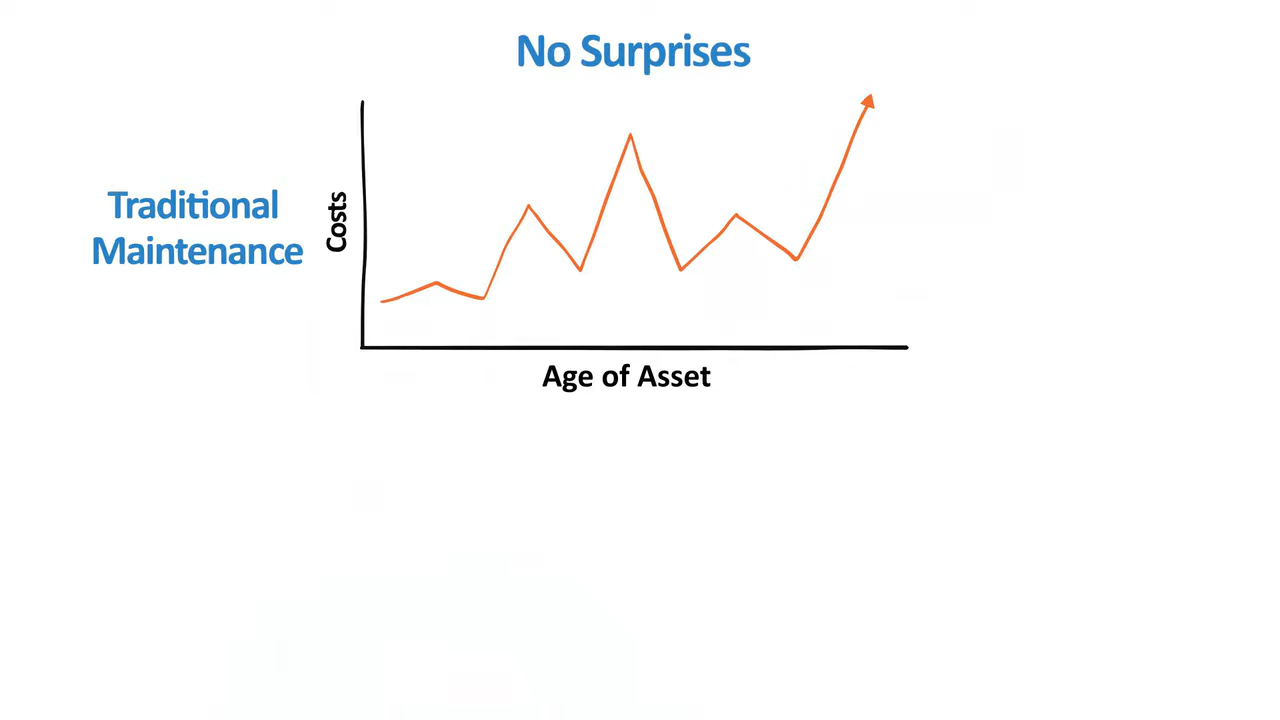 No Surprises
Traditional
Maintenance
Costs
Age of Asset